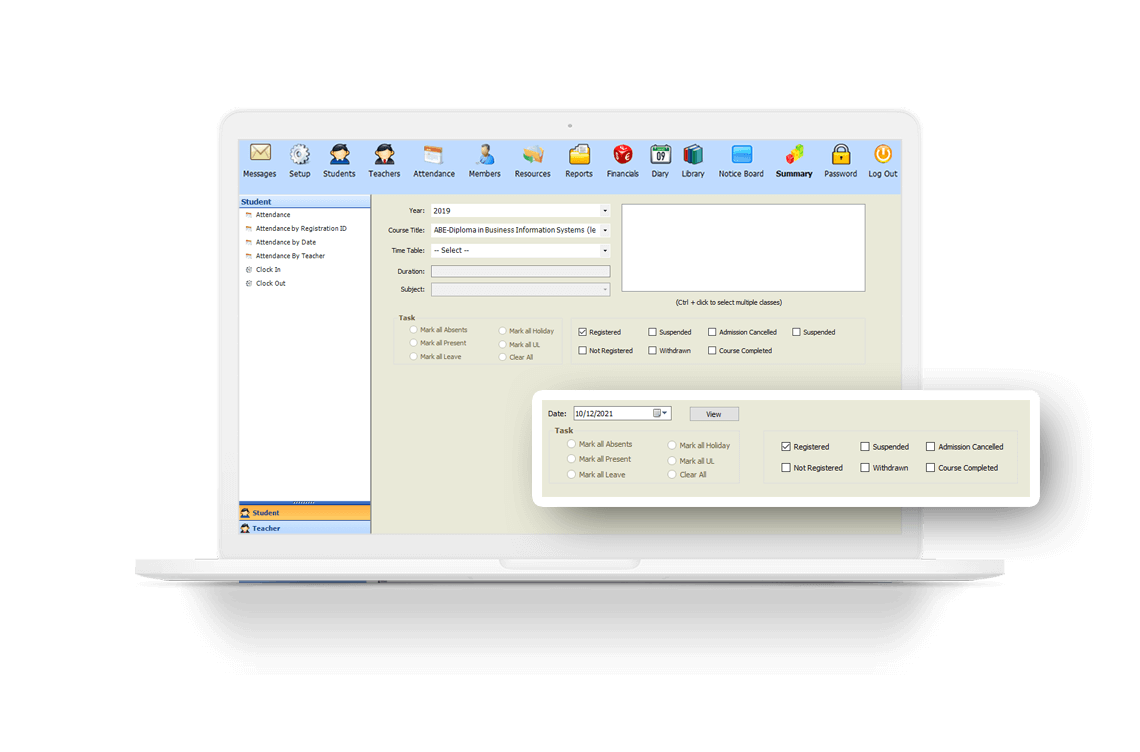 Messages Setup Students Teachers Attendance Members Resources Reports Financials Diary Library Notice Board Summary Password Log Out
09
Student
Attendance
Attendance by Registration ID
Attendance by Date
Attendance By Teacher
Clock In
Clock Out
Student
Teacher
Year: 2019
Course Title: ABE-Diploma in Business Information Systems (le
Time Table: -- Select --
Duration:
Subject:
(Ctrl + click to select multiple classes)
Task
Mark all Absents Mark all Holiday
Mark all Present Mark all UL
Mark all Leave Clear All
Registered Suspended Admission Cancelled Suspended
Not Registered Withdrawn Course Completed
Date: 10/12/2021 View
Task
Mark all Absents Mark all Holiday
Mark all Present Mark all UL
Mark all Leave Clear All
Registered Suspended Admission Cancelled
Not Registered Withdrawn Course Completed